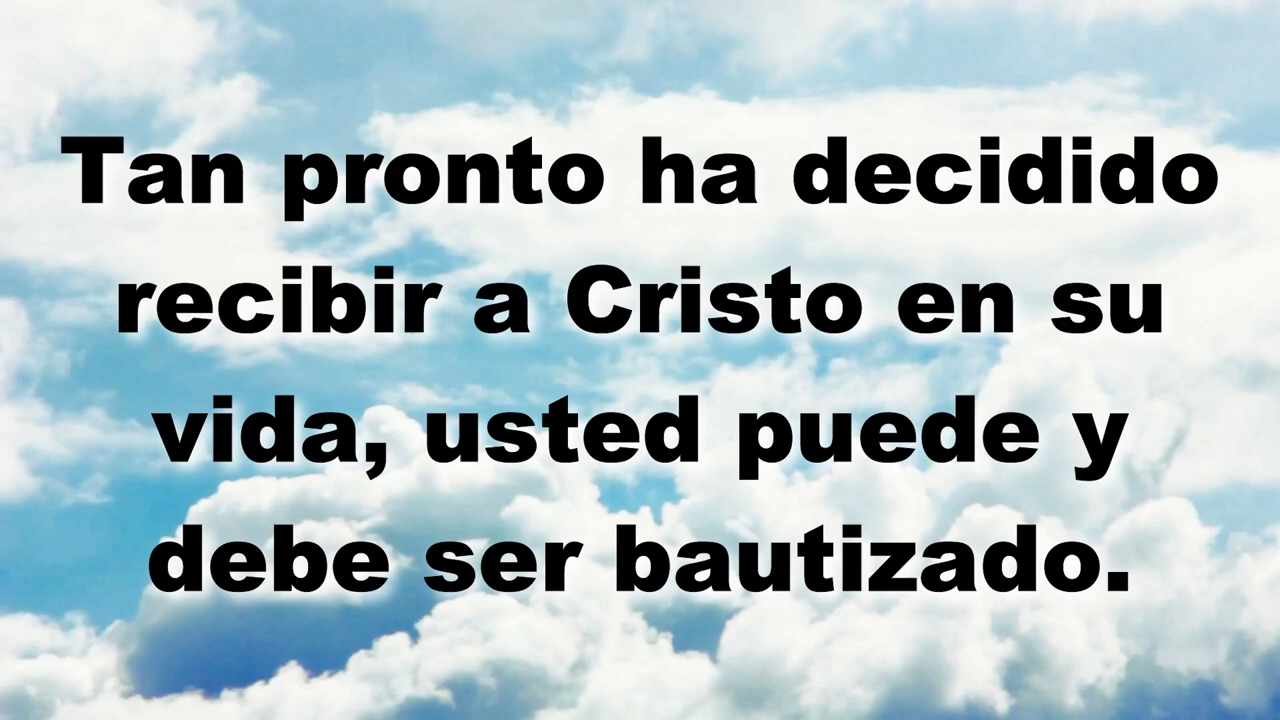 Tan pronto ha decidido
recibir a Cristo en su
vida, usted puede y
debe ser bautizado.